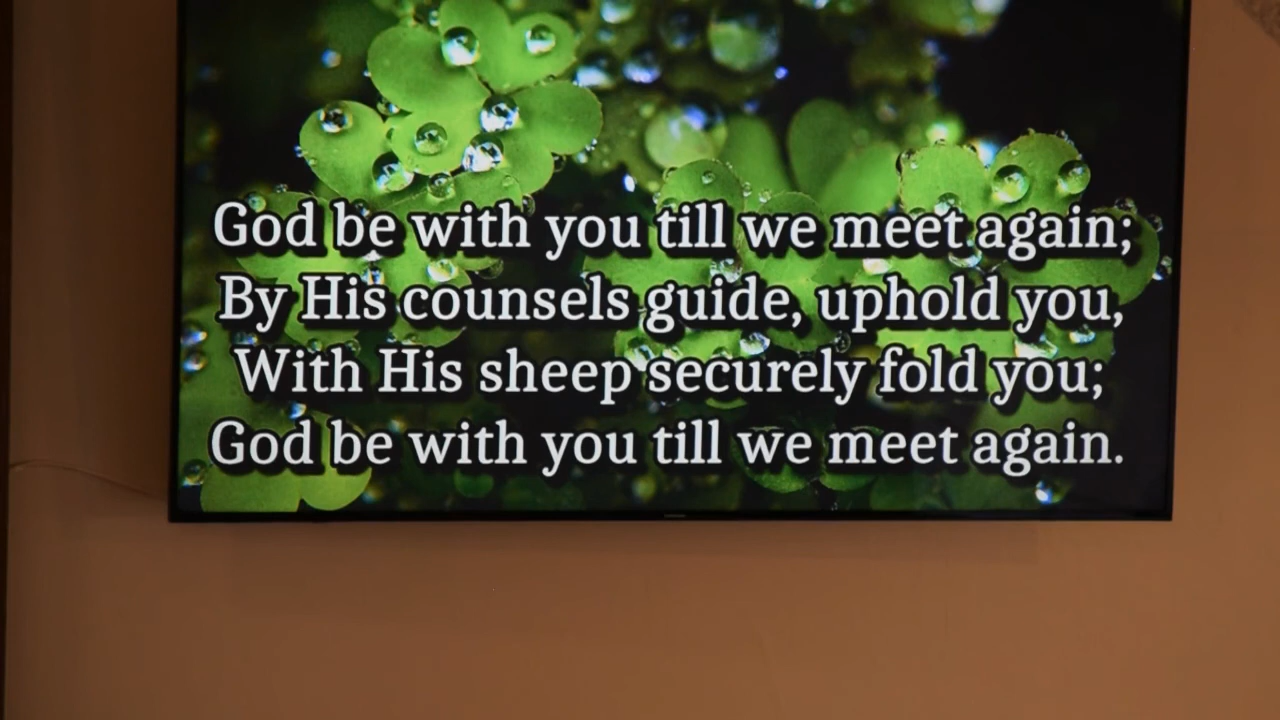 God be with you till we meet again;
By His counsels guide, uphold you,
With His sheep securely fold you;
God be with you till we meet again.